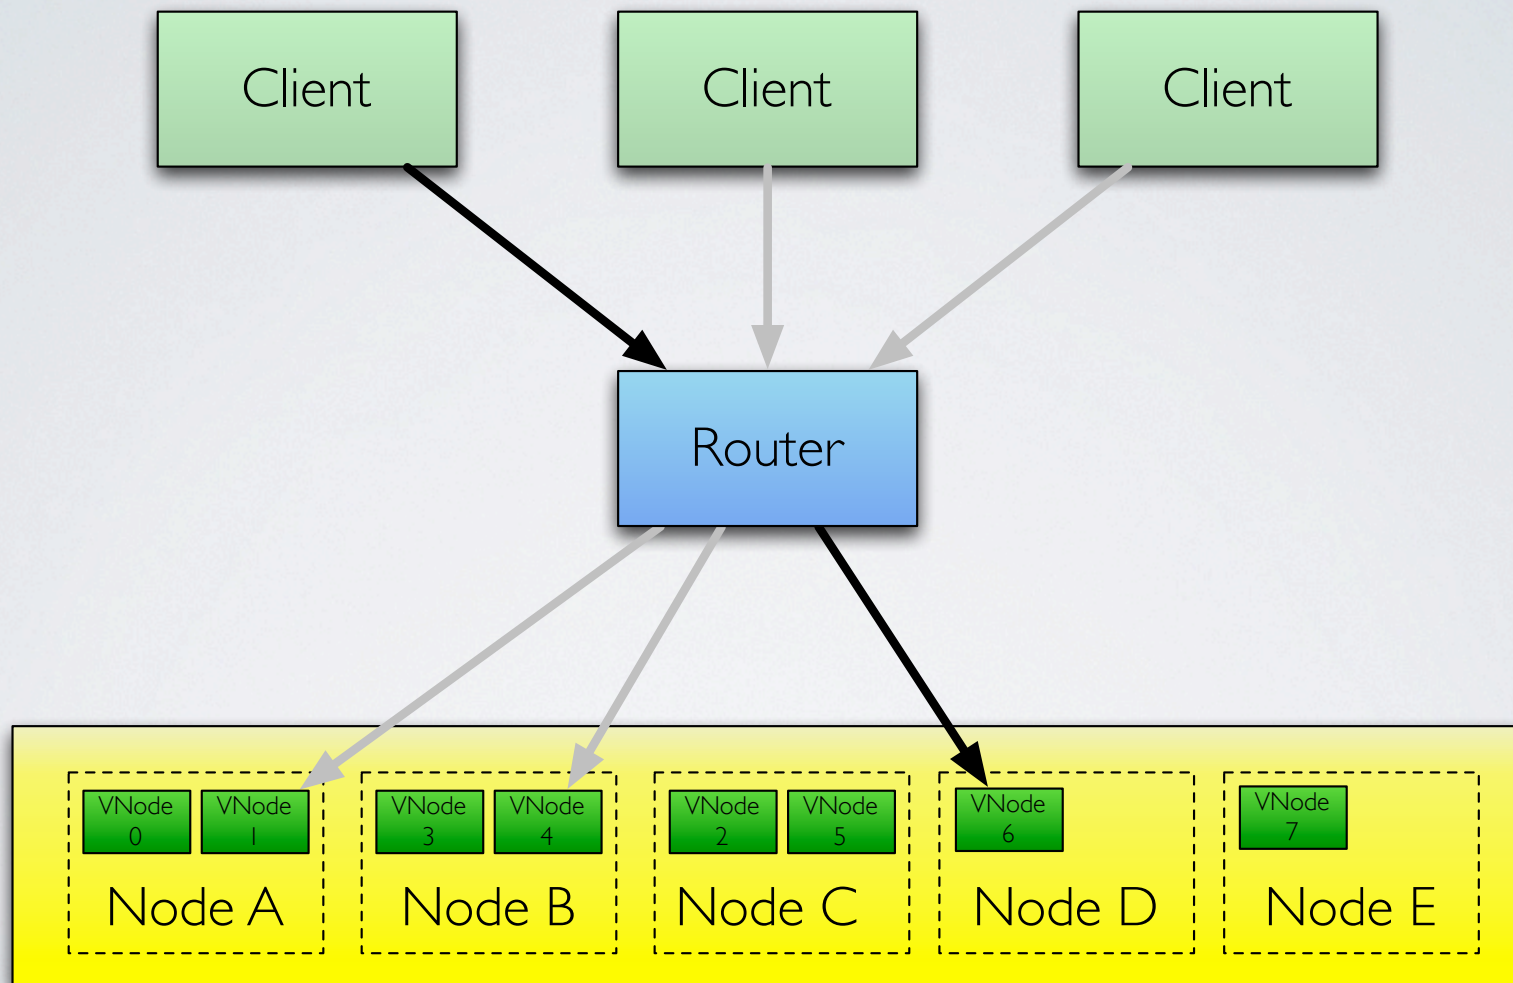 Client
Client
Client
Router
VNode
0
VNode
1
VNode
3
VNode
4
VNode
2
VNode
5
VNode
6
VNode
7
Node A
Node B
Node C
Node D
Node E